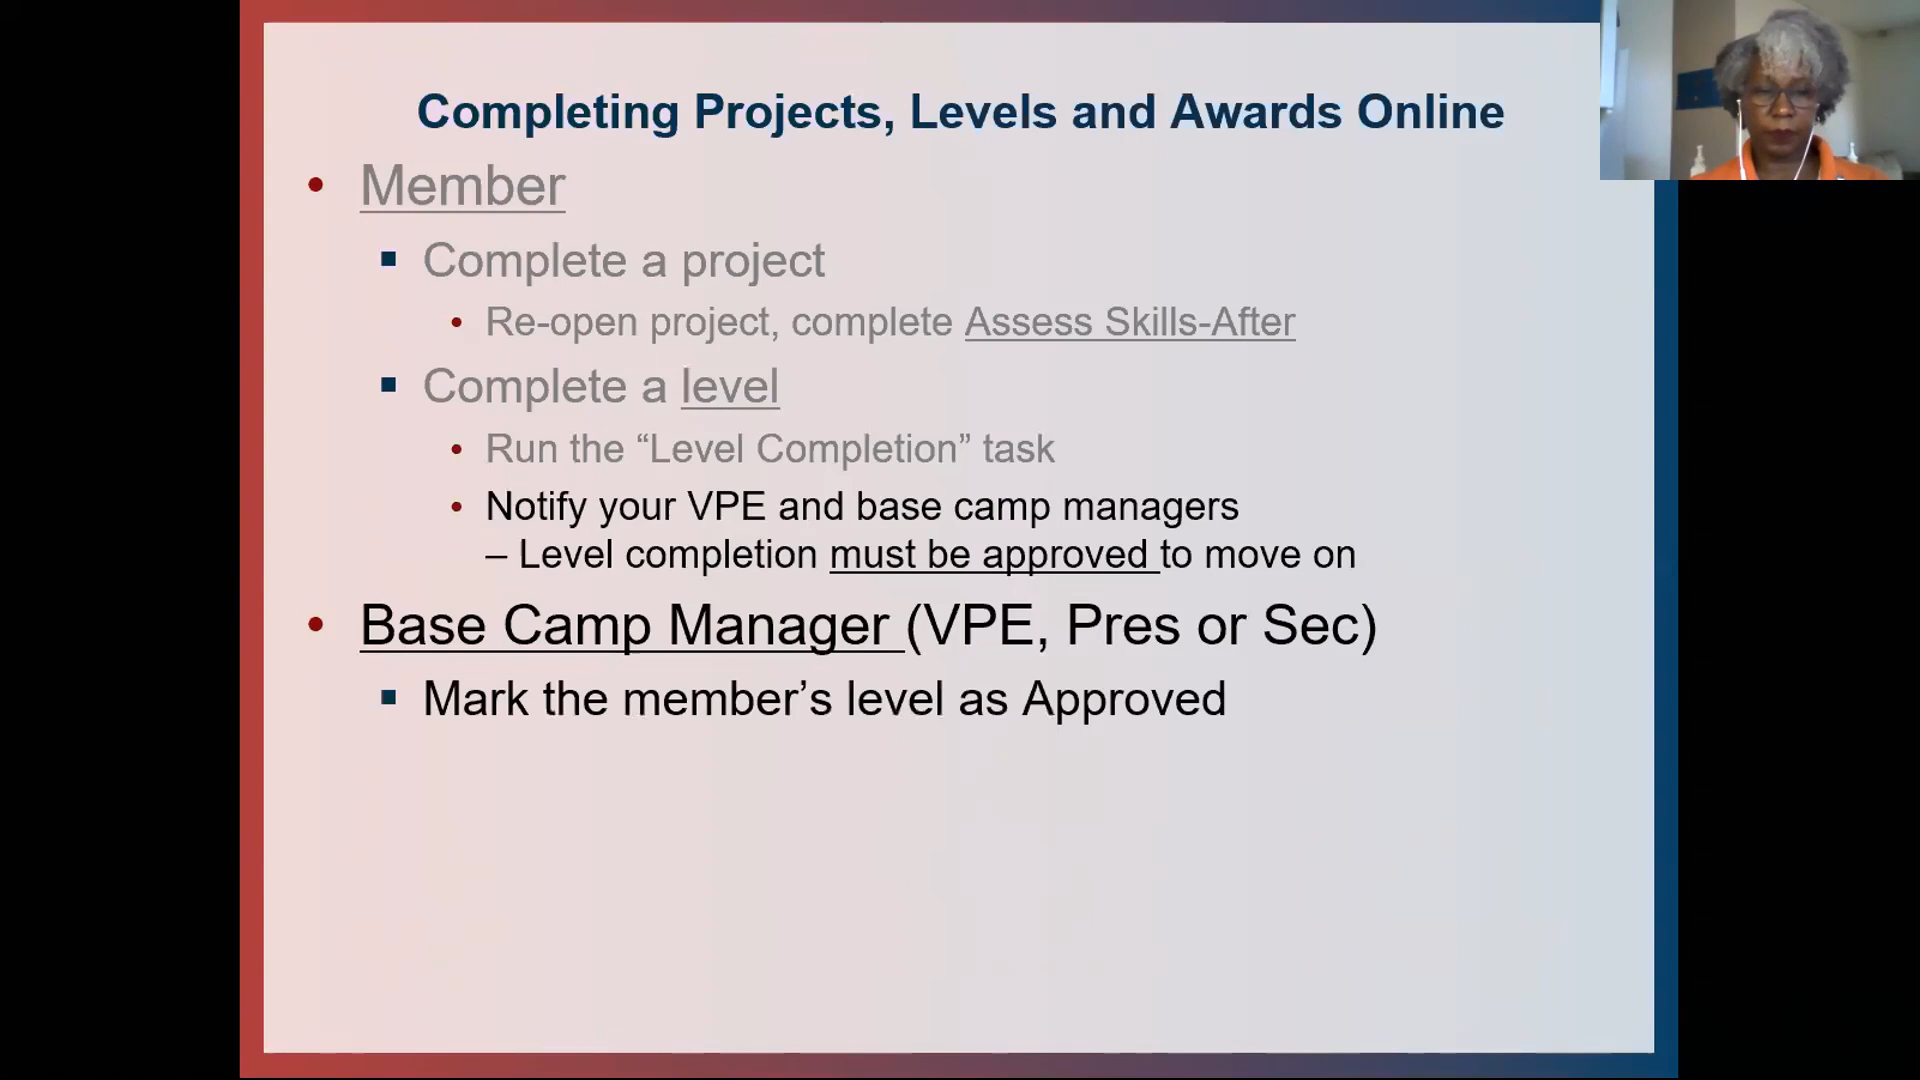 Completing Projects, Levels and Awards Online
• Member
▪ Complete a project
• Re-open project, complete Assess Skills-After
▪ Complete a level
• Run the “Level Completion” task
• Notify your VPE and base camp managers
– Level completion must be approved to move on
• Base Camp Manager (VPE, Pres or Sec)
▪ Mark the member’s level as Approved